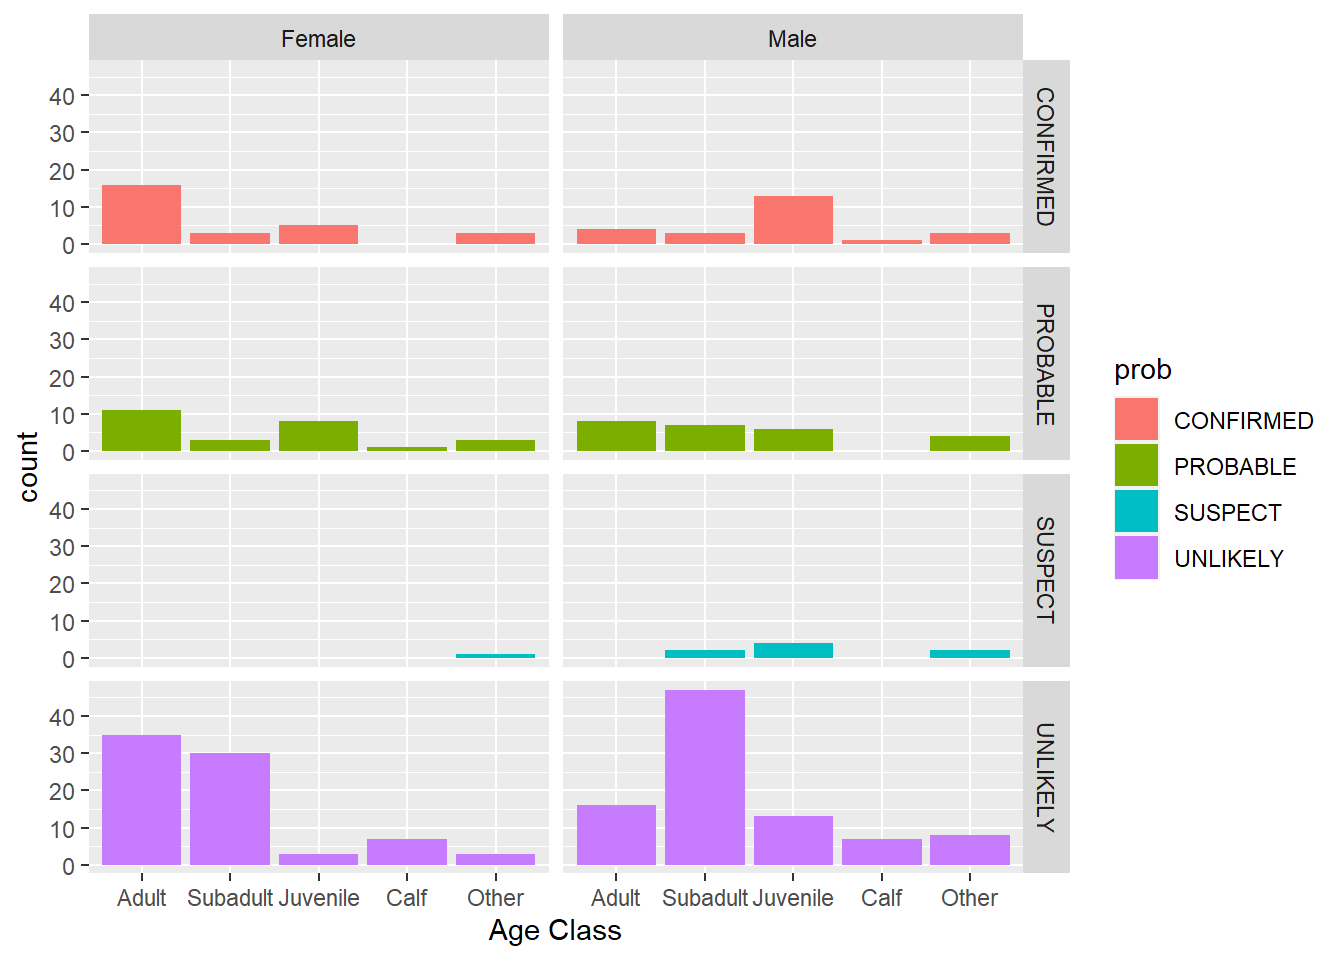 Female
Male
CONFIRMED
40
30
20
10
0
PROBABLE
40
30
20
10
0
SUSPECT
40
30
20
10
0
UNLIKELY
40
30
20
10
0
count
Adult Subadult Juvenile Calf Other
Adult Subadult Juvenile Calf Other
Age Class
prob
CONFIRMED
PROBABLE
SUSPECT
UNLIKELY